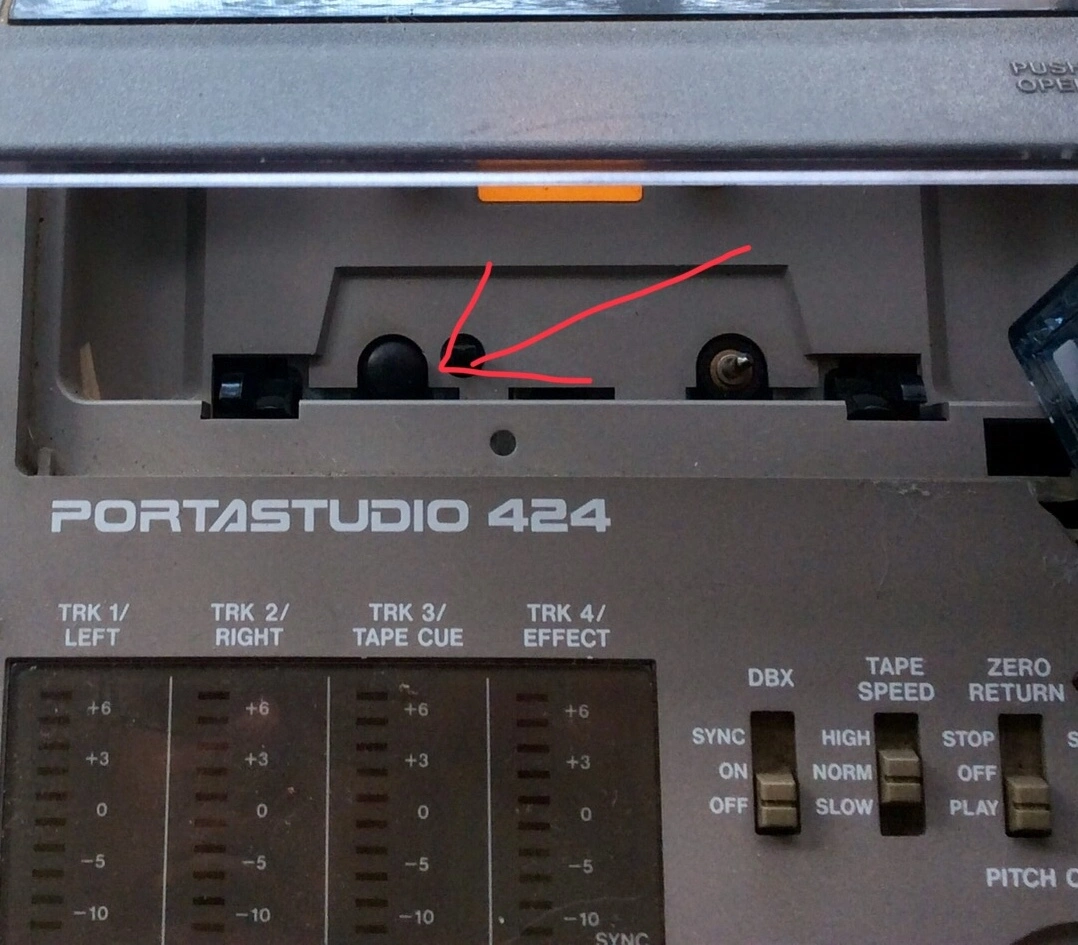 PUSH
OPEN
PORTASTUDIO 424
TRK 1/
LEFT
TRK 2/
RIGHT
TRK 3/
TAPE CUE
TRK 4/
EFFECT
+6
+3
0
-5
-10
+6
+3
0
-5
-10
+6
+3
0
-5
-10
+6
+3
0
-5
-10
SYNC
DBX
SYNC
ON
OFF
TAPE
SPEED
HIGH
NORM
SLOW
ZERO
RETURN
STOP
OFF
PLAY
S
PITCH C